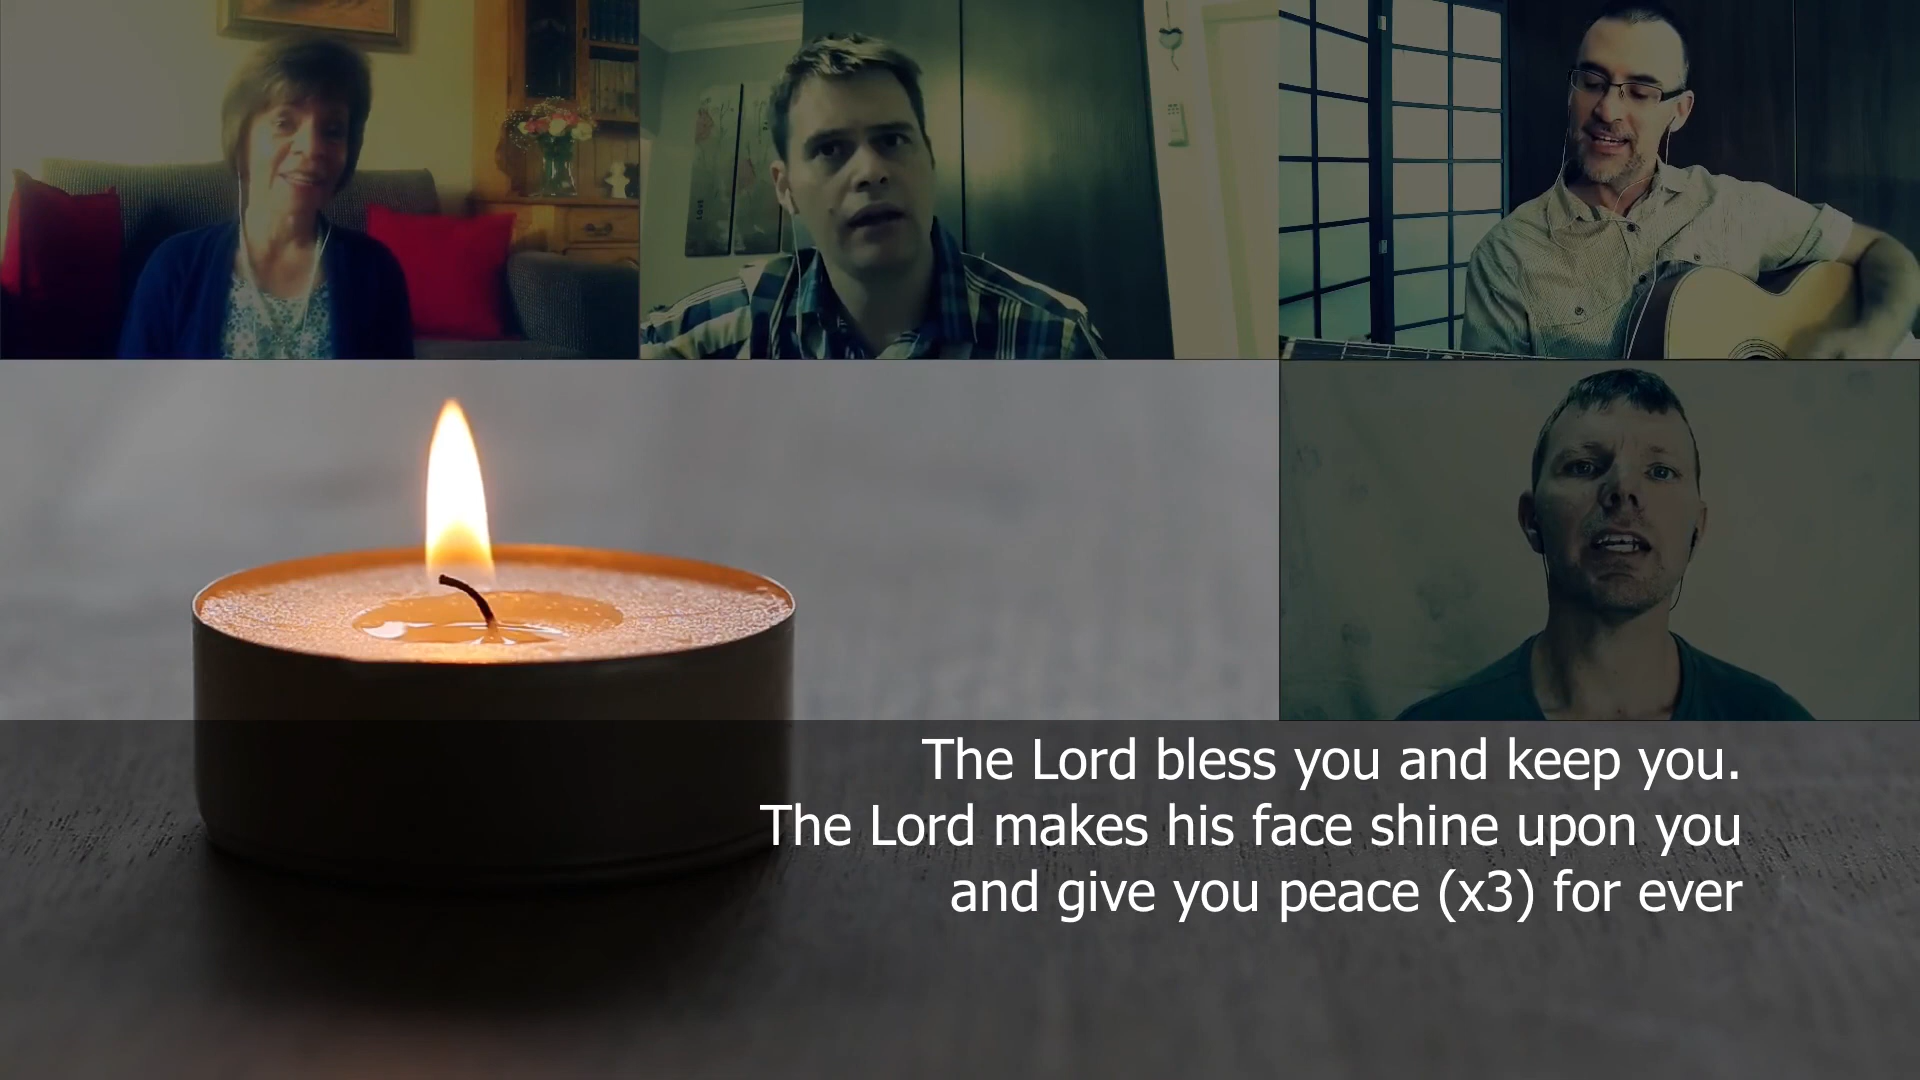 The Lord bless you and keep you.
The Lord makes his face shine upon you
and give you peace (x3) for ever